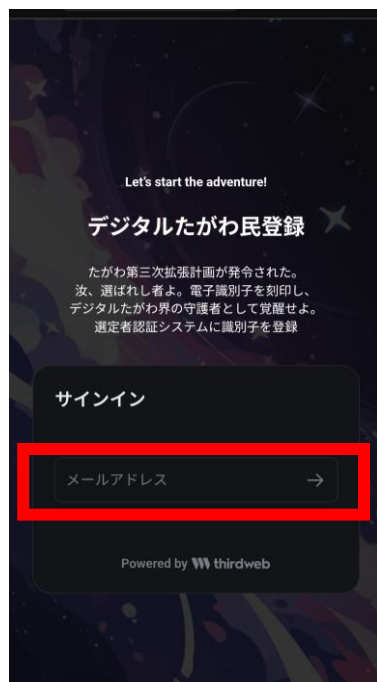 Let's start the adventure!
デジタルたがわ民登録
たがわ第三次拡張計画が発令された。
汝、選ばれし者よ。電子識別子を刻印し、
デジタルたがわ界の守護者として覚醒せよ。
選定者認証システムに識別子を登録
サインイン
メールアドレス
Powered by thirdweb